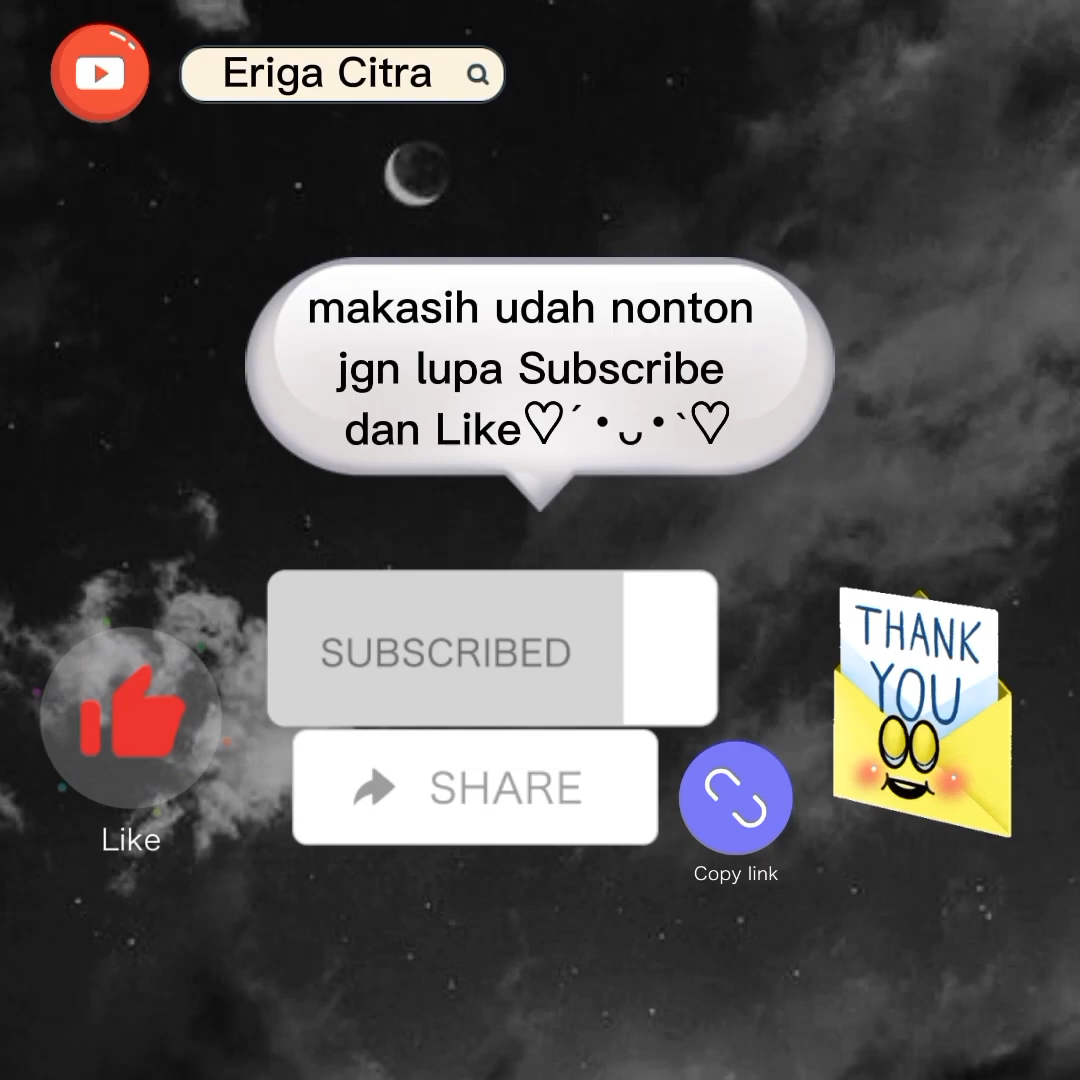 Eriga Citra
makasih udah nonton
jgn lupa Subscribe
dan Like♡´・ᴗ・`♡
SUBSCRIBED
SHARE
Like
Copy link
THANK
YOU